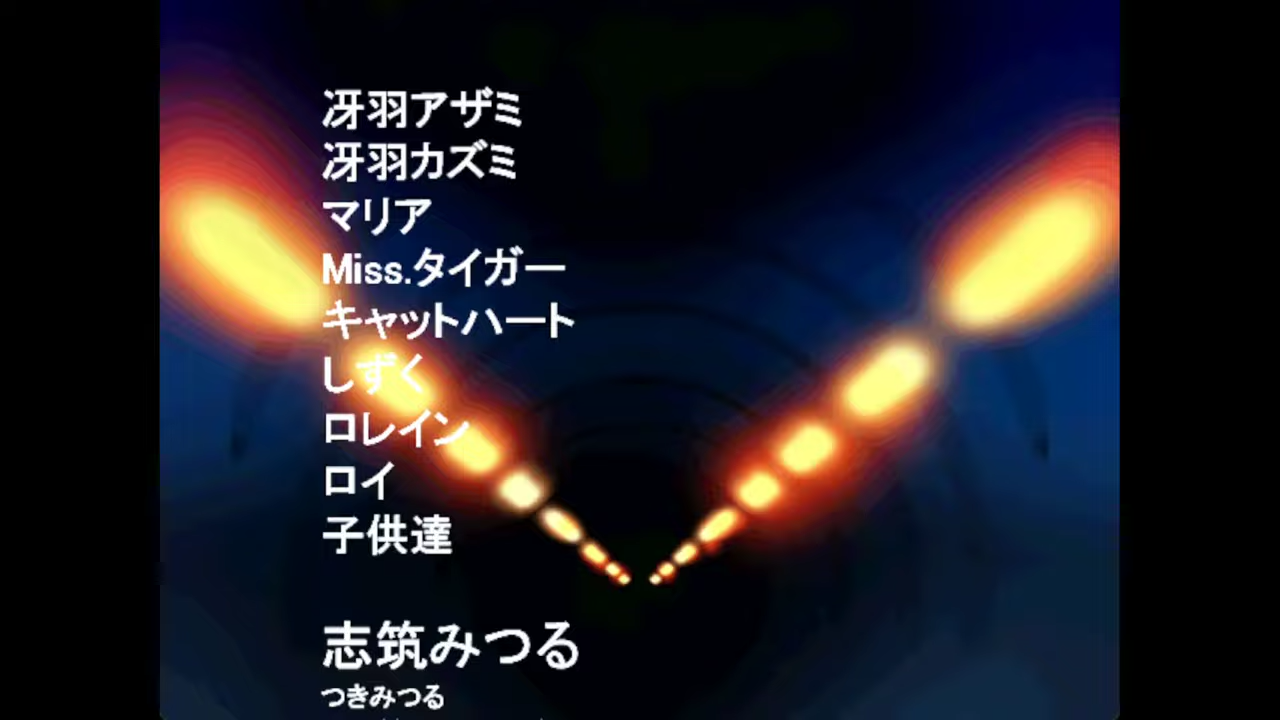 冴羽アザミ
冴羽カズミ
マリア
Miss.タイガー
キャットハート
しずく
ロレイン
ロイ
子供達
志筑みつる
つきみつる